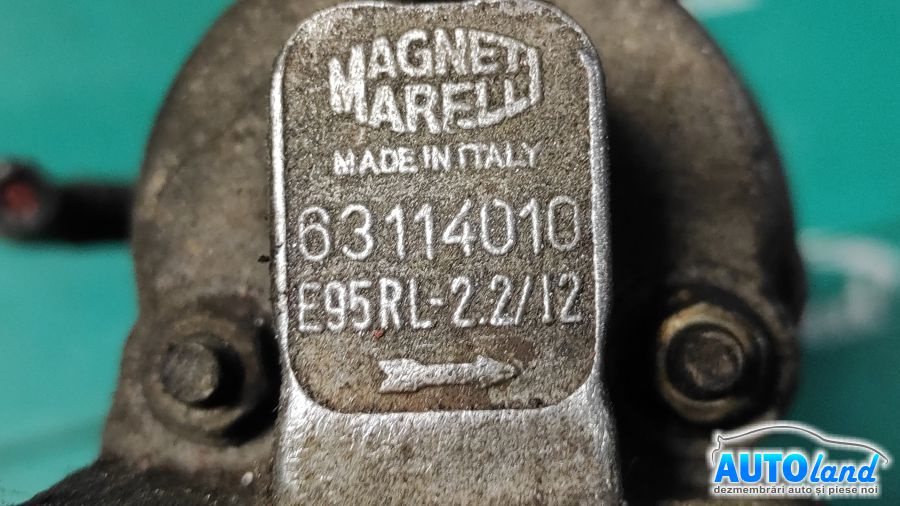 MAGNETI
MARELLI
MADE IN ITALY
63114010
E95RL-2.2/12
AUTOland
dezmembrări auto și piese noi